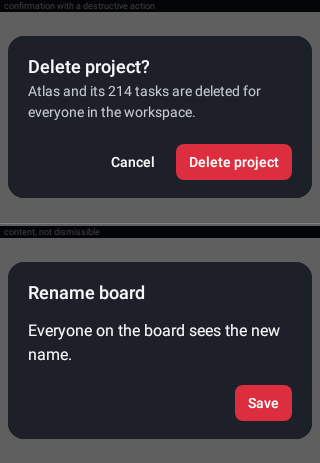 confirmation with a destructive action
Delete project?
Atlas and its 214 tasks are deleted for
everyone in the workspace.
Cancel
Delete project
content, not dismissible
Rename board
Everyone on the board sees the new
name.
Save